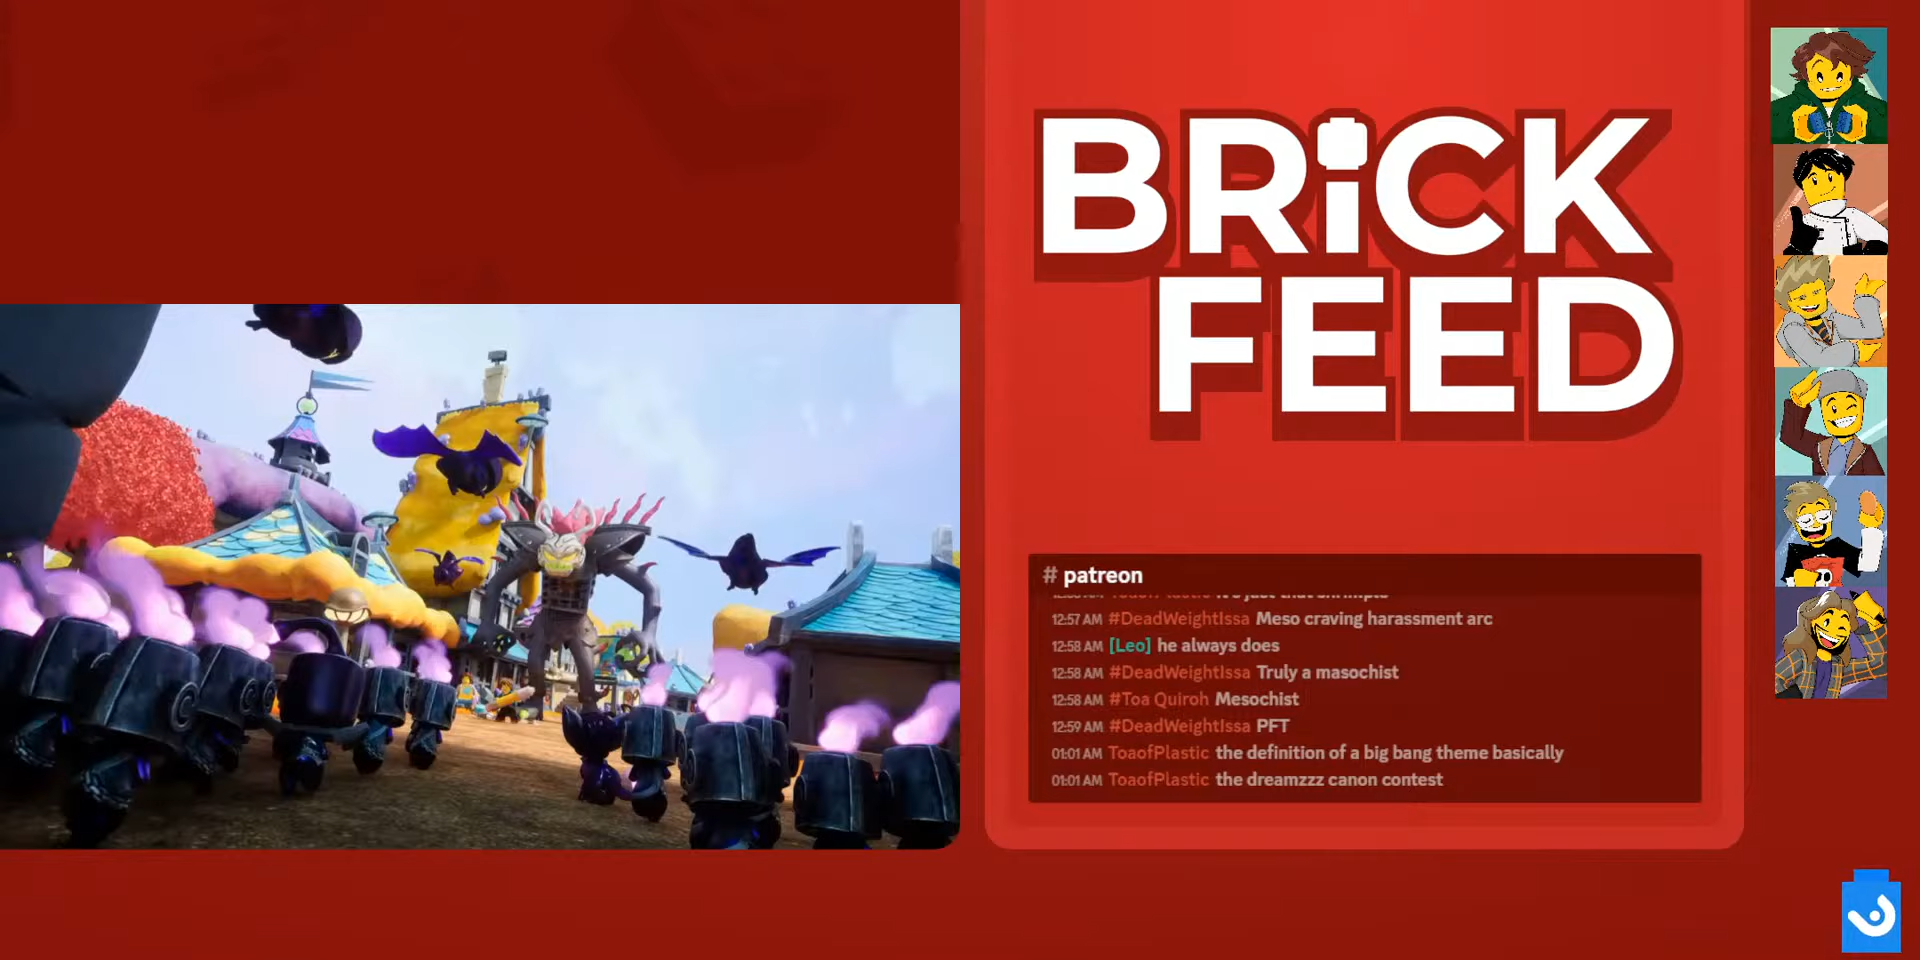 BRiCK
FEED
# patreon
12:57 AM #DeadWeightIssa Meso craving harassment arc
12:58 AM [Leo] he always does
12:58 AM #DeadWeightIssa Truly a masochist
12:58 AM #Toa Quiroh Mesochist
12:59 AM #DeadWeightIssa PFT
01:01 AM ToaofPlastic the definition of a big bang theme basically
01:01 AM ToaofPlastic the dreamzzz canon contest